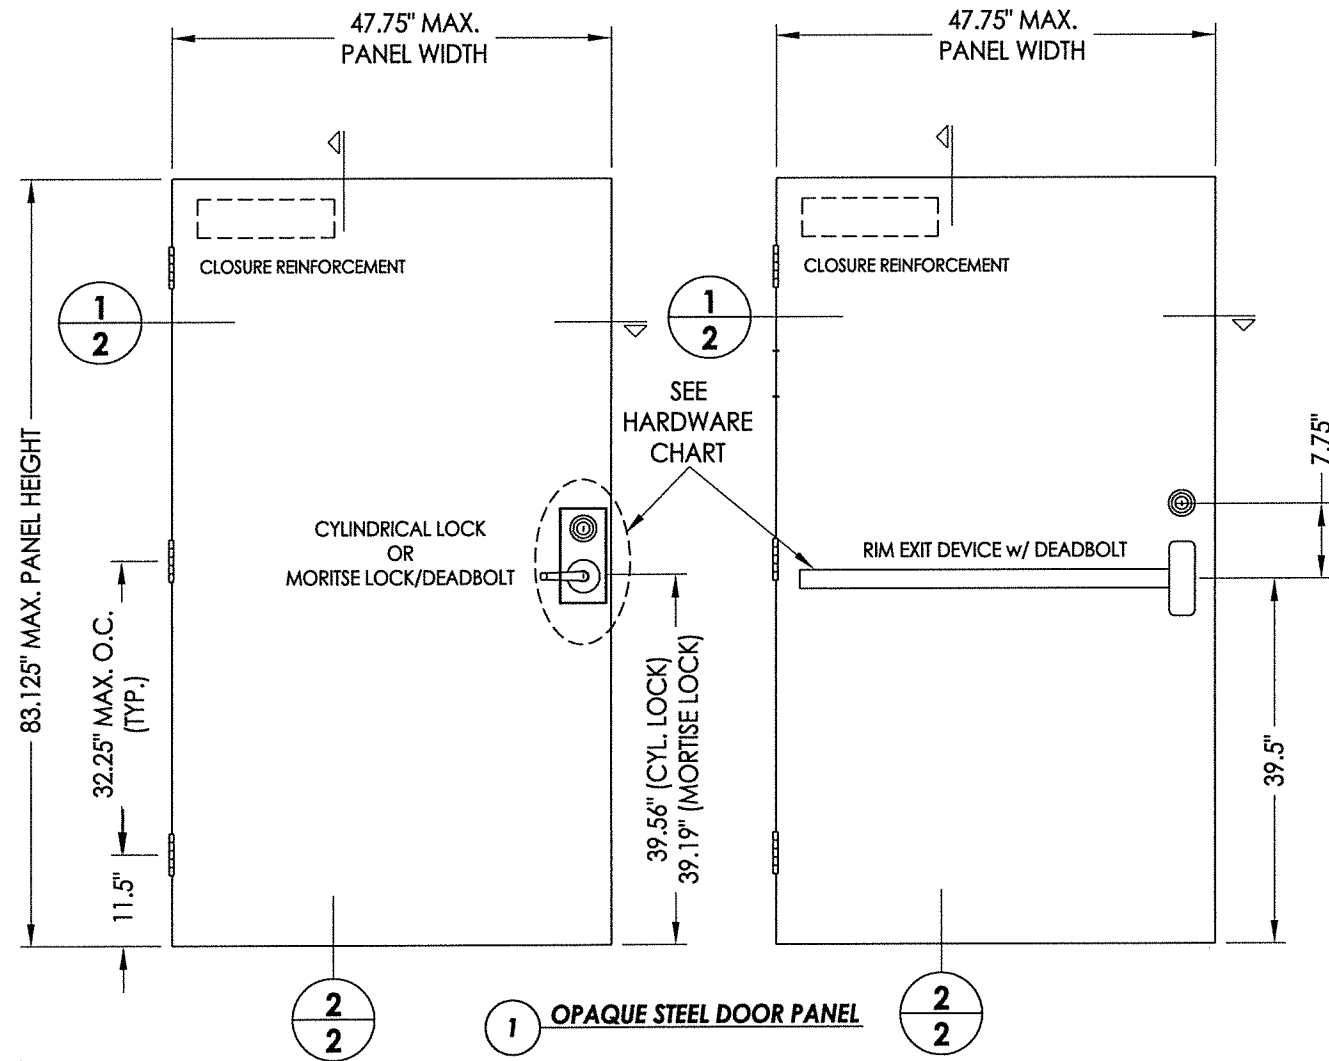 47.75" MAX.
PANEL WIDTH
47.75" MAX.
PANEL WIDTH
CLOSURE REINFORCEMENT
CLOSURE REINFORCEMENT
1
2
1
2
SEE
HARDWARE
CHART
83.125" MAX. PANEL HEIGHT
7.75"
CYLINDRICAL LOCK
OR
MORITSE LOCK/DEADBOLT
RIM EXIT DEVICE w/ DEADBOLT
32.25" MAX. O.C.
(TYP.)
39.56" (CYL. LOCK)
39.19" (MORTISE LOCK)
39.5"
11.5"
2
2
1
OPAQUE STEEL DOOR PANEL
2
2